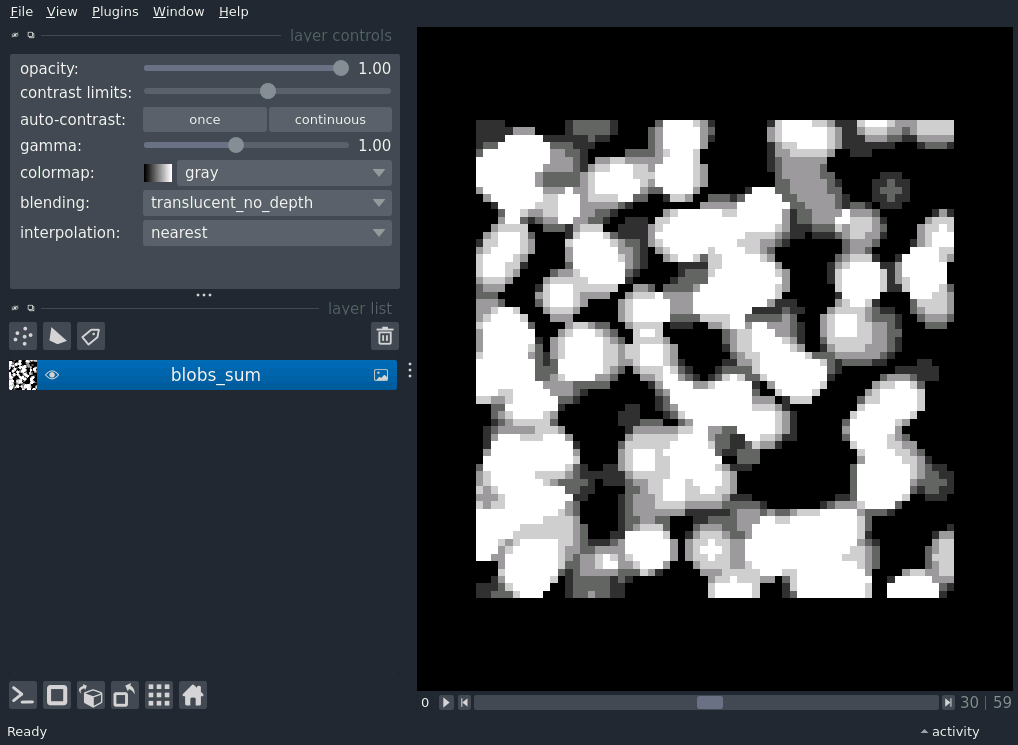 File View Plugins Window Help
layer controls
opacity: 1.00
contrast limits:
auto-contrast: once continuous
gamma: 1.00
colormap: gray
blending: translucent_no_depth
interpolation: nearest
layer list
blobs_sum
0 30 | 59
Ready activity